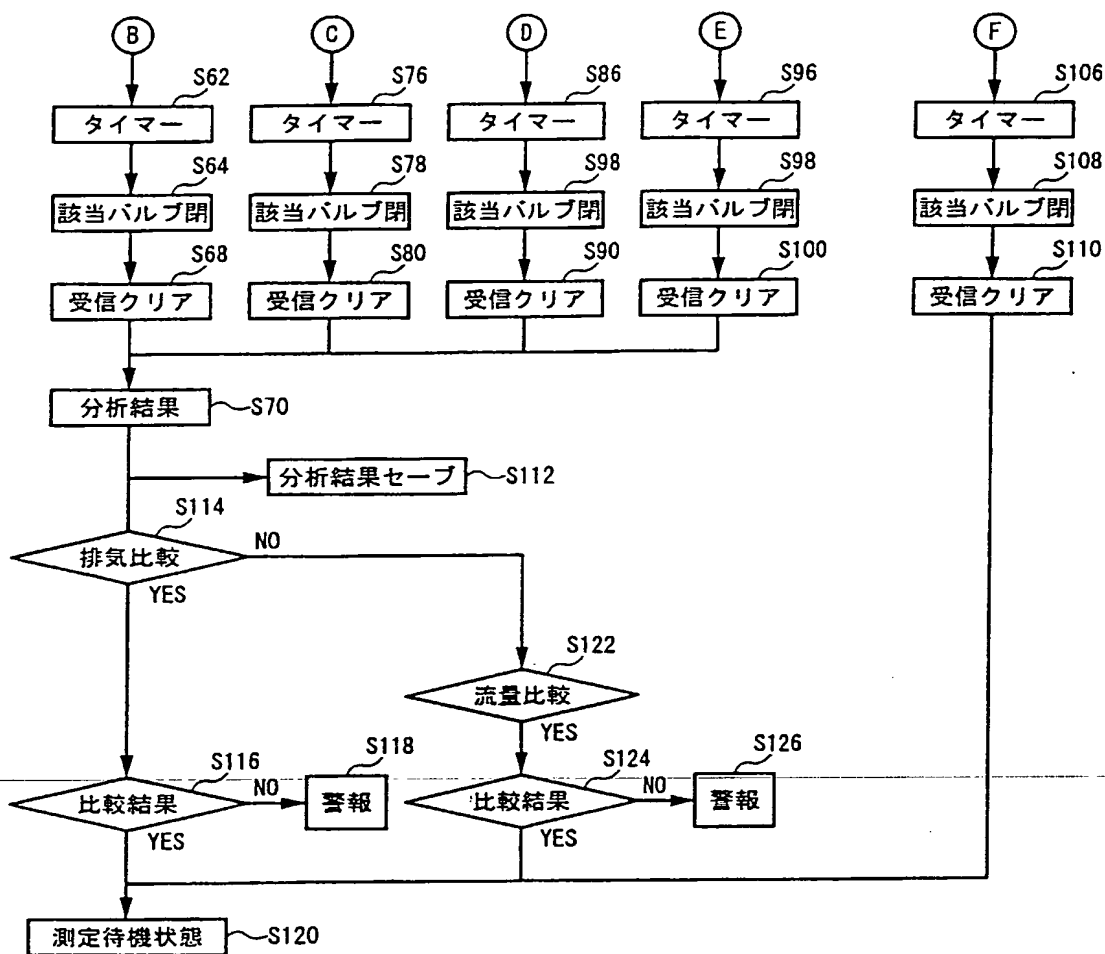 B C D E F
S62 S76 S86 S96 S106
タイマー タイマー タイマー タイマー タイマー
S64 S78 S98 S98 S108
該当バルブ閉 該当バルブ閉 該当バルブ閉 該当バルブ閉 該当バルブ閉
S68 S80 S90 S100 S110
受信クリア 受信クリア 受信クリア 受信クリア 受信クリア
分析結果 S70
分析結果セーブ S112
S114
排気比較 NO
YES
S122
流量比較
YES
S116 S118 S124 S126
比較結果 NO 警報 比較結果 NO 警報
YES YES
測定待機状態 S120